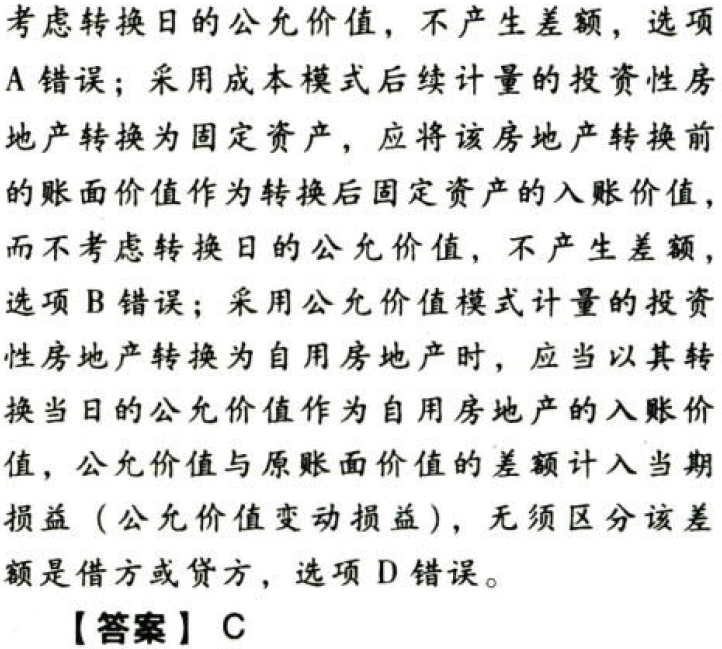 考虑转换日的公允价值，不产生差额，选项
A 错误；采用成本模式后续计量的投资性房
地产转换为固定资产，应将该房地产转换前
的账面价值作为转换后固定资产的入账价值，
而不考虑转换日的公允价值，不产生差额，
选项 B 错误；采用公允价值模式计量的投资
性房地产转换为自用房地产时，应当以其转
换当日的公允价值作为自用房地产的入账价
值，公允价值与原账面价值的差额计入当期
损益（公允价值变动损益），无须区分该差
额是借方或贷方，选项 D 错误。
【答案】 C